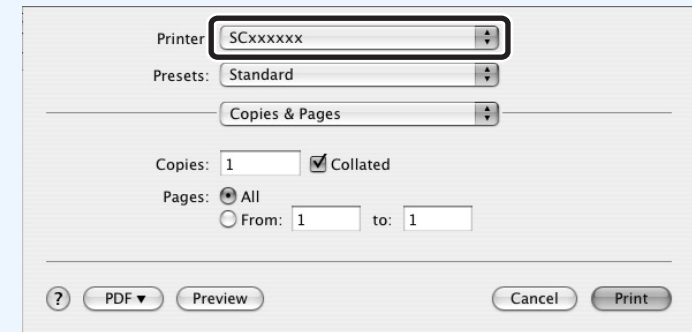 Printer SCxxxxxx
Presets: Standard
Copies & Pages
Copies: 1 Collated
Pages: All
From: 1 to: 1
? PDF▼ Preview Cancel Print